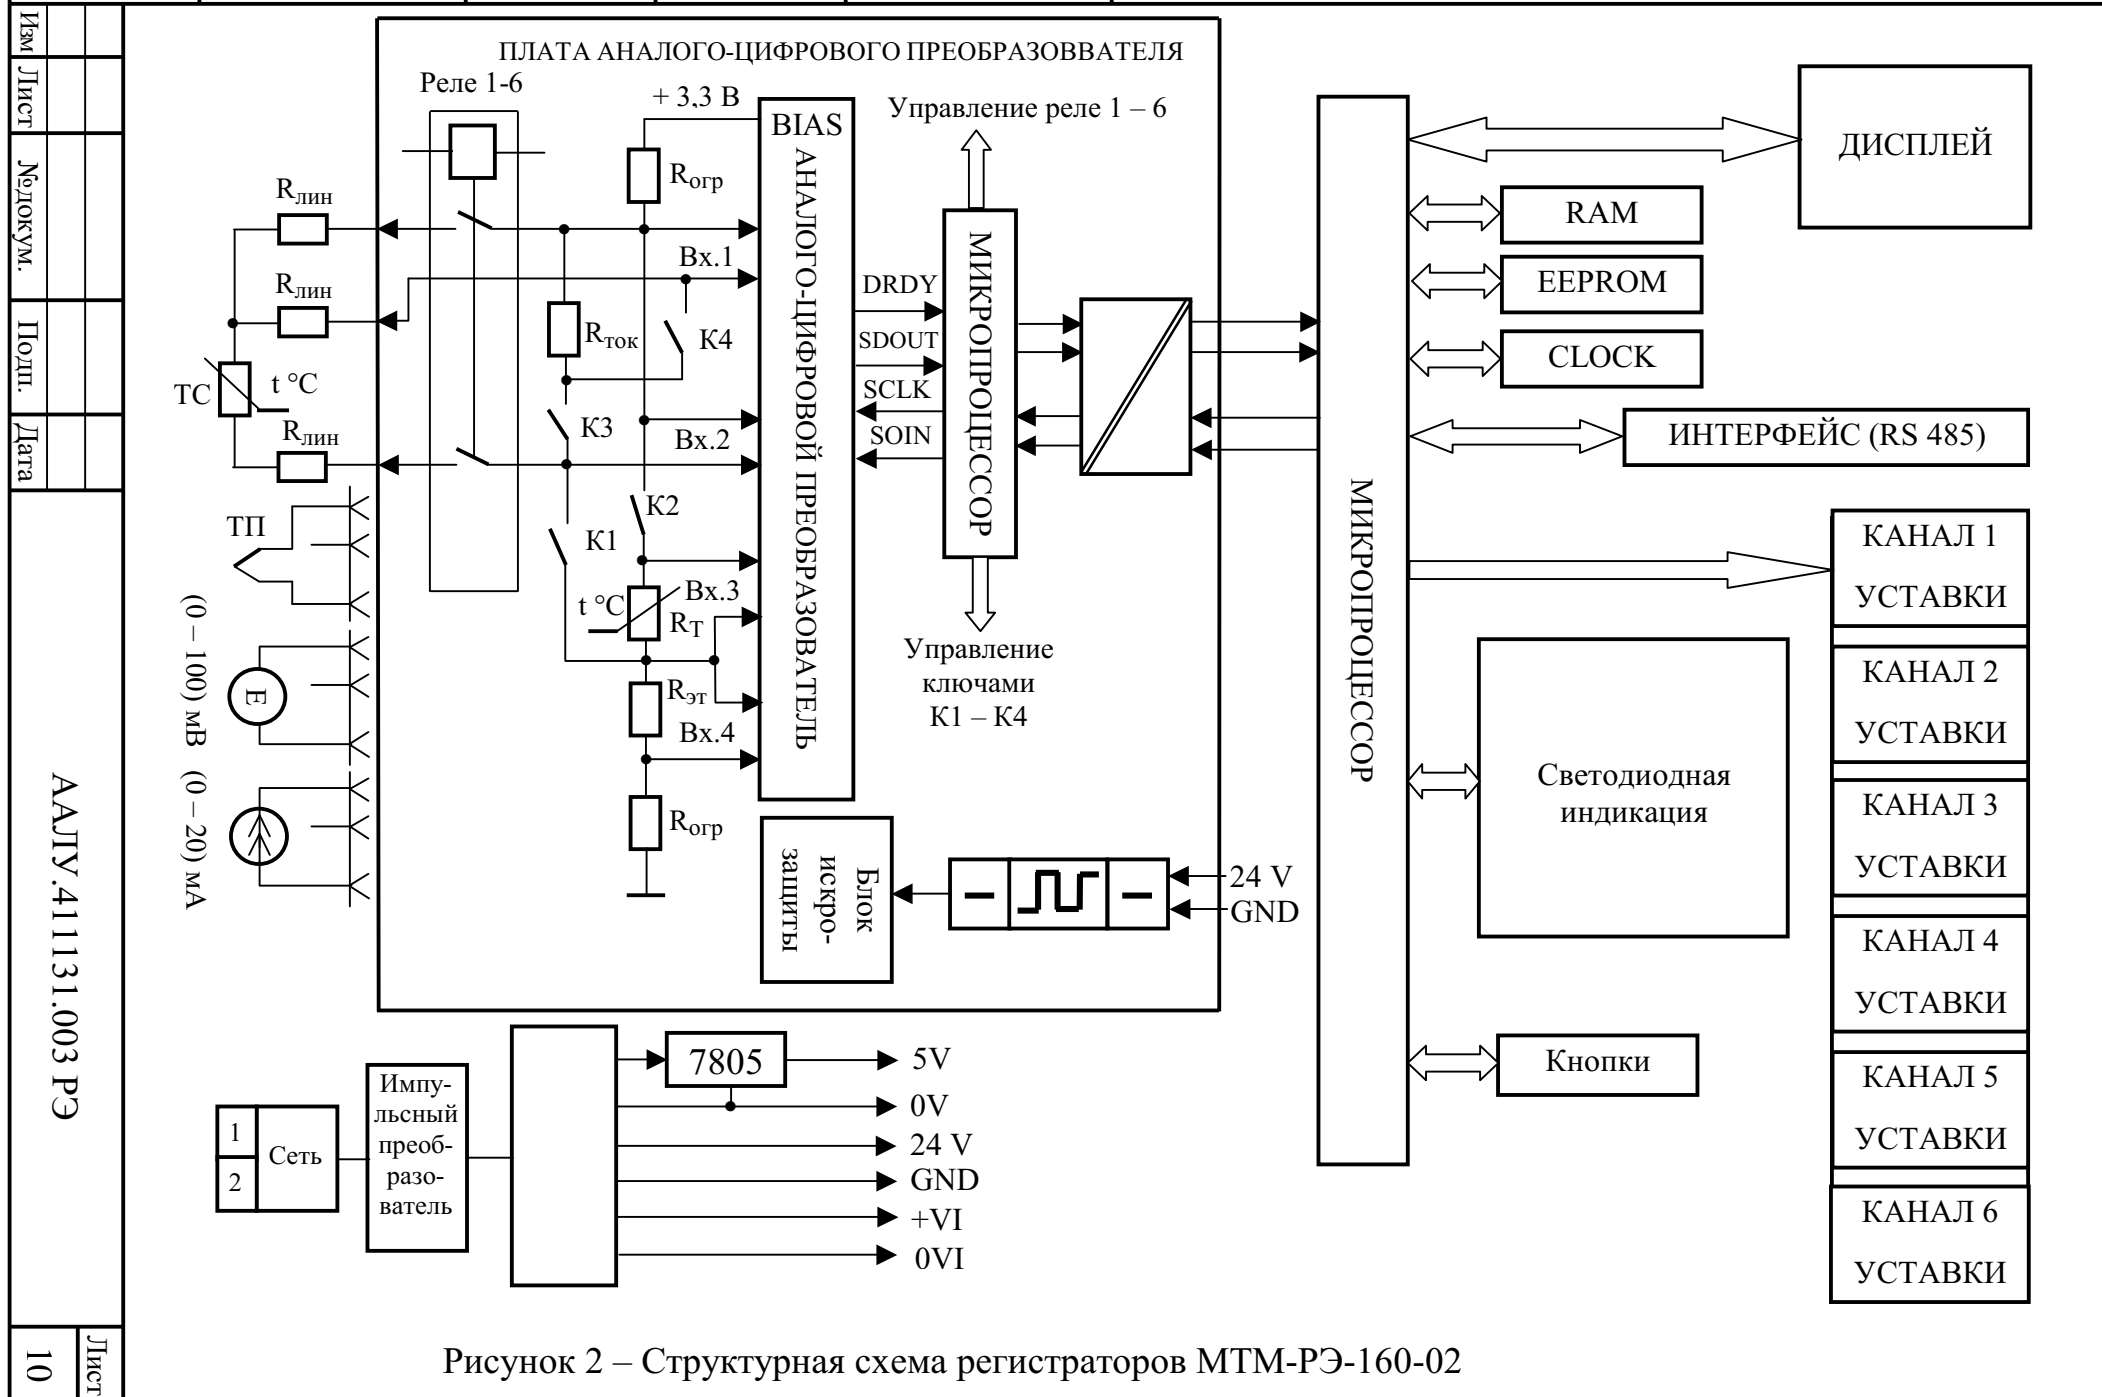 Изм
Лист
№докум.
Подп.
Дата
ААЛУ.411131.003 РЭ
Лист
10
ПЛАТА АНАЛОГО-ЦИФРОВОГО ПРЕОБРАЗОВВАТЕЛЯ
Реле 1-6
+ 3,3 В
BIAS
АНАЛОГО-ЦИФРОВОЙ ПРЕОБРАЗОВАТЕЛЬ
Rогр
Rлин
Rлин
Rлин
ТС
t °C
Вх.1
Rток
К4
К3
Вх.2
К2
К1
t °C
Вх.3
RТ
Rэт
Вх.4
Rогр
ТП
(0 – 100) мВ
E
(0 – 20) мА
Управление реле 1 – 6
МИКРОПРОЦЕССОР
DRDY
SDOUT
SCLK
SOIN
Управление
ключами
К1 – К4
Блок
искро-
защиты
24 V
GND
МИКРОПРОЦЕССОР
ДИСПЛЕЙ
RAM
EEPROM
CLOCK
ИНТЕРФЕЙС (RS 485)
КАНАЛ 1
УСТАВКИ
КАНАЛ 2
УСТАВКИ
КАНАЛ 3
УСТАВКИ
КАНАЛ 4
УСТАВКИ
КАНАЛ 5
УСТАВКИ
КАНАЛ 6
УСТАВКИ
Светодиодная
индикация
Кнопки
1
2
Сеть
Импу-
льсный
преоб-
разо-
ватель
7805
5V
0V
24 V
GND
+VI
0VI
Рисунок 2 – Структурная схема регистраторов МТМ-РЭ-160-02